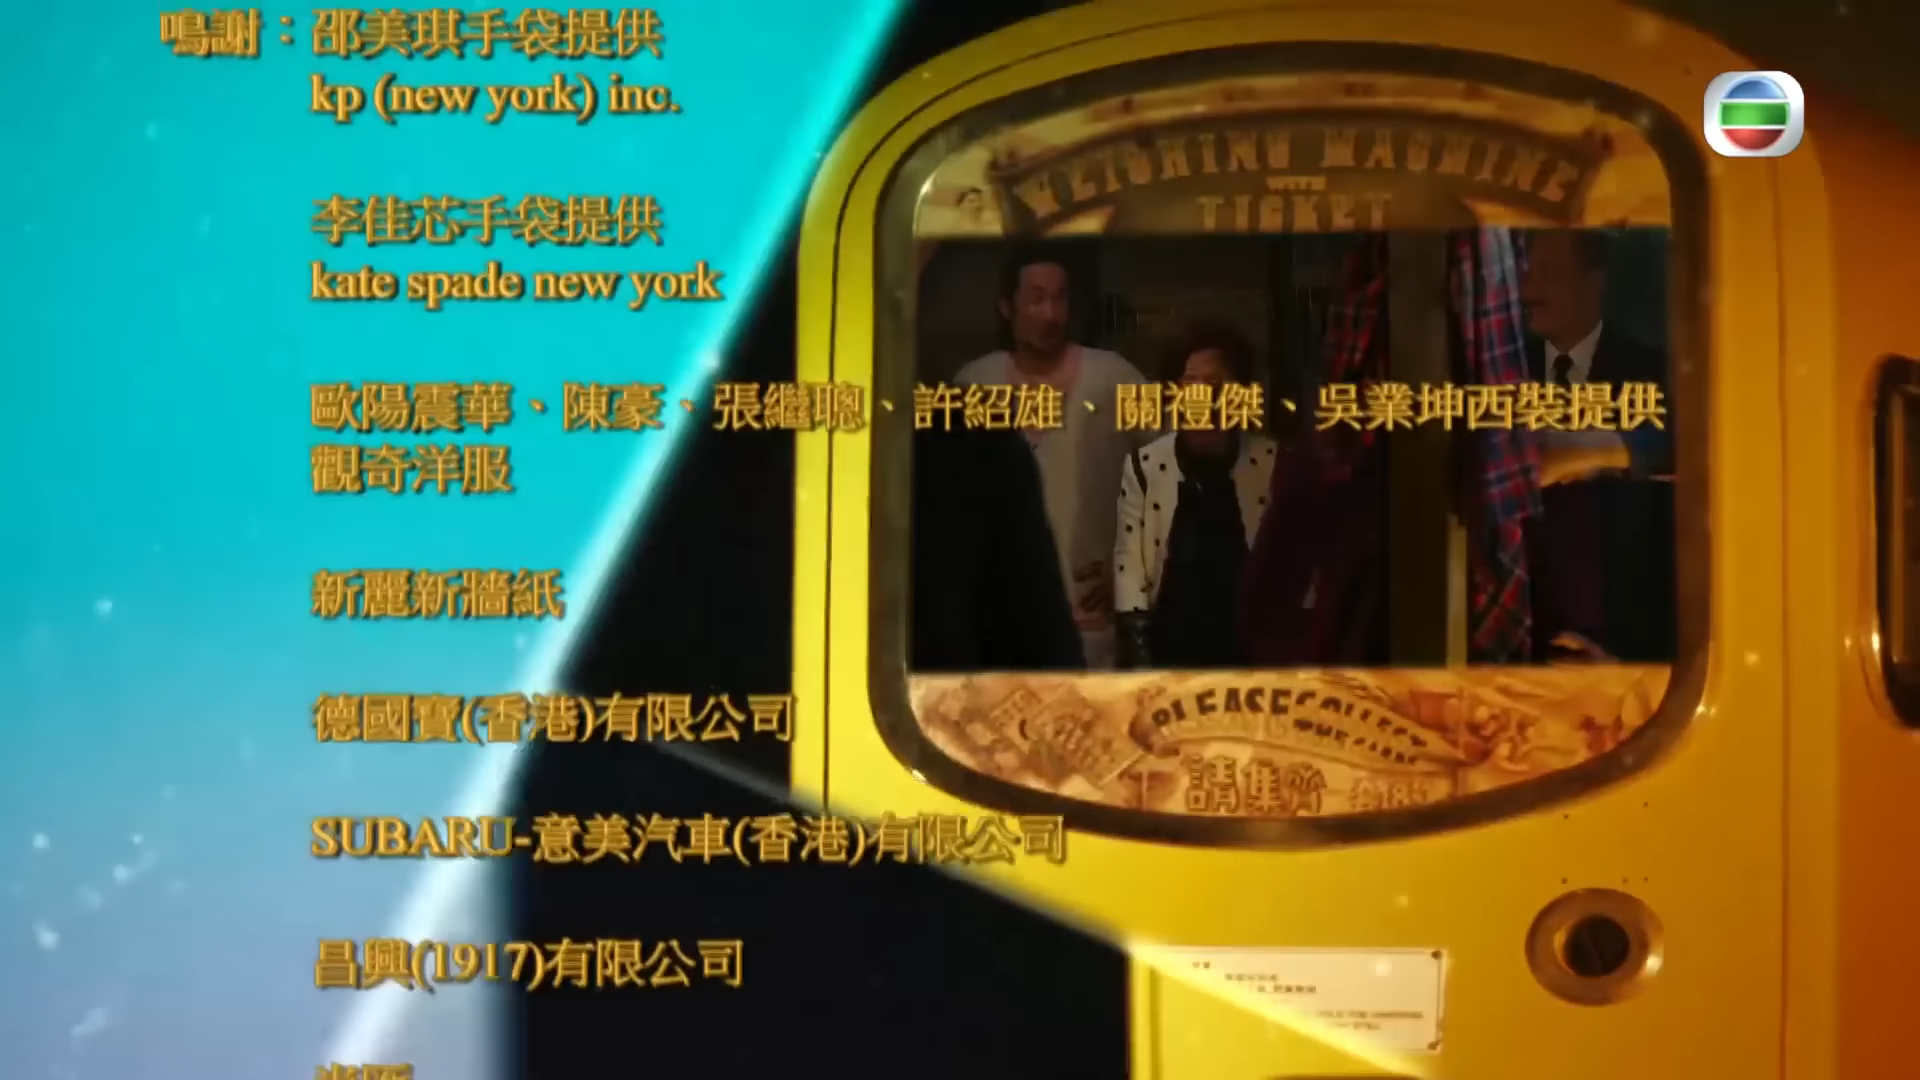 鳴謝：邵美琪手袋提供
kp (new york) inc.
李佳芯手袋提供
kate spade new york
歐陽震華、陳豪、張繼聰、許紹雄、關禮傑、吳業坤西裝提供
觀奇洋服
新麗新牆紙
德國寶(香港)有限公司
SUBARU-意美汽車(香港)有限公司
昌興(1917)有限公司
WEIGHING MACHINE
WITH
TICKET
PLEASE COLLECT
請集齊